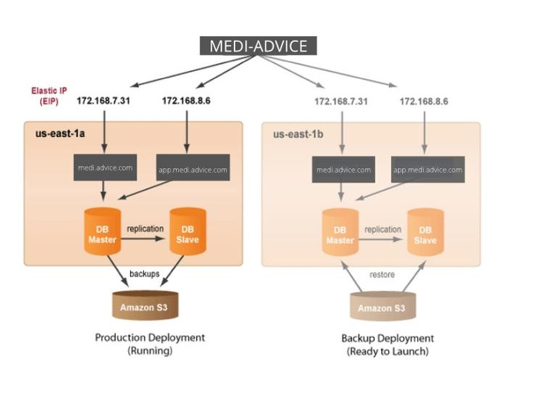 MEDI-ADVICE
Elastic IP
(EIP)
172.168.7.31
172.168.8.6
172.168.7.31
172.168.8.6
us-east-1a
us-east-1b
medi.advice.com
app.medi.advice.com
medi.advice.com
app.medi.advice.com
DB
Master
replication
DB
Slave
DB
Master
replication
DB
Slave
backups
restore
Amazon S3
Amazon S3
Production Deployment
(Running)
Backup Deployment
(Ready to Launch)